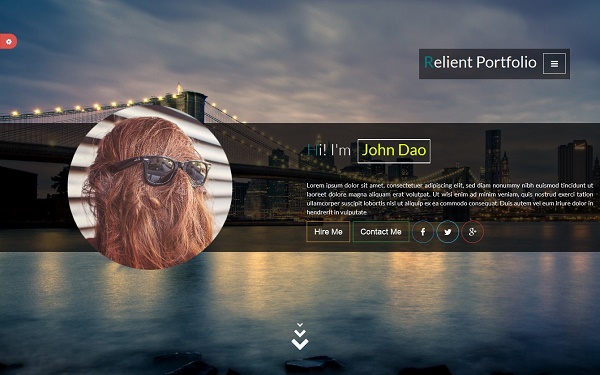 Relient Portfolio
Hi! I'm John Dao
Lorem ipsum dolor sit amet, consectetuer adipiscing elit, sed diam nonummy nibh euismod tincidunt ut
laoreet dolore magna aliquam erat volutpat. Ut wisi enim ad minim veniam, quis nostrud exerci tation
ullamcorper suscipit lobortis nisl ut aliquip ex ea commodo consequat. Duis autem vel eum iriure dolor in
hendrerit in vulputate
Hire Me Contact Me